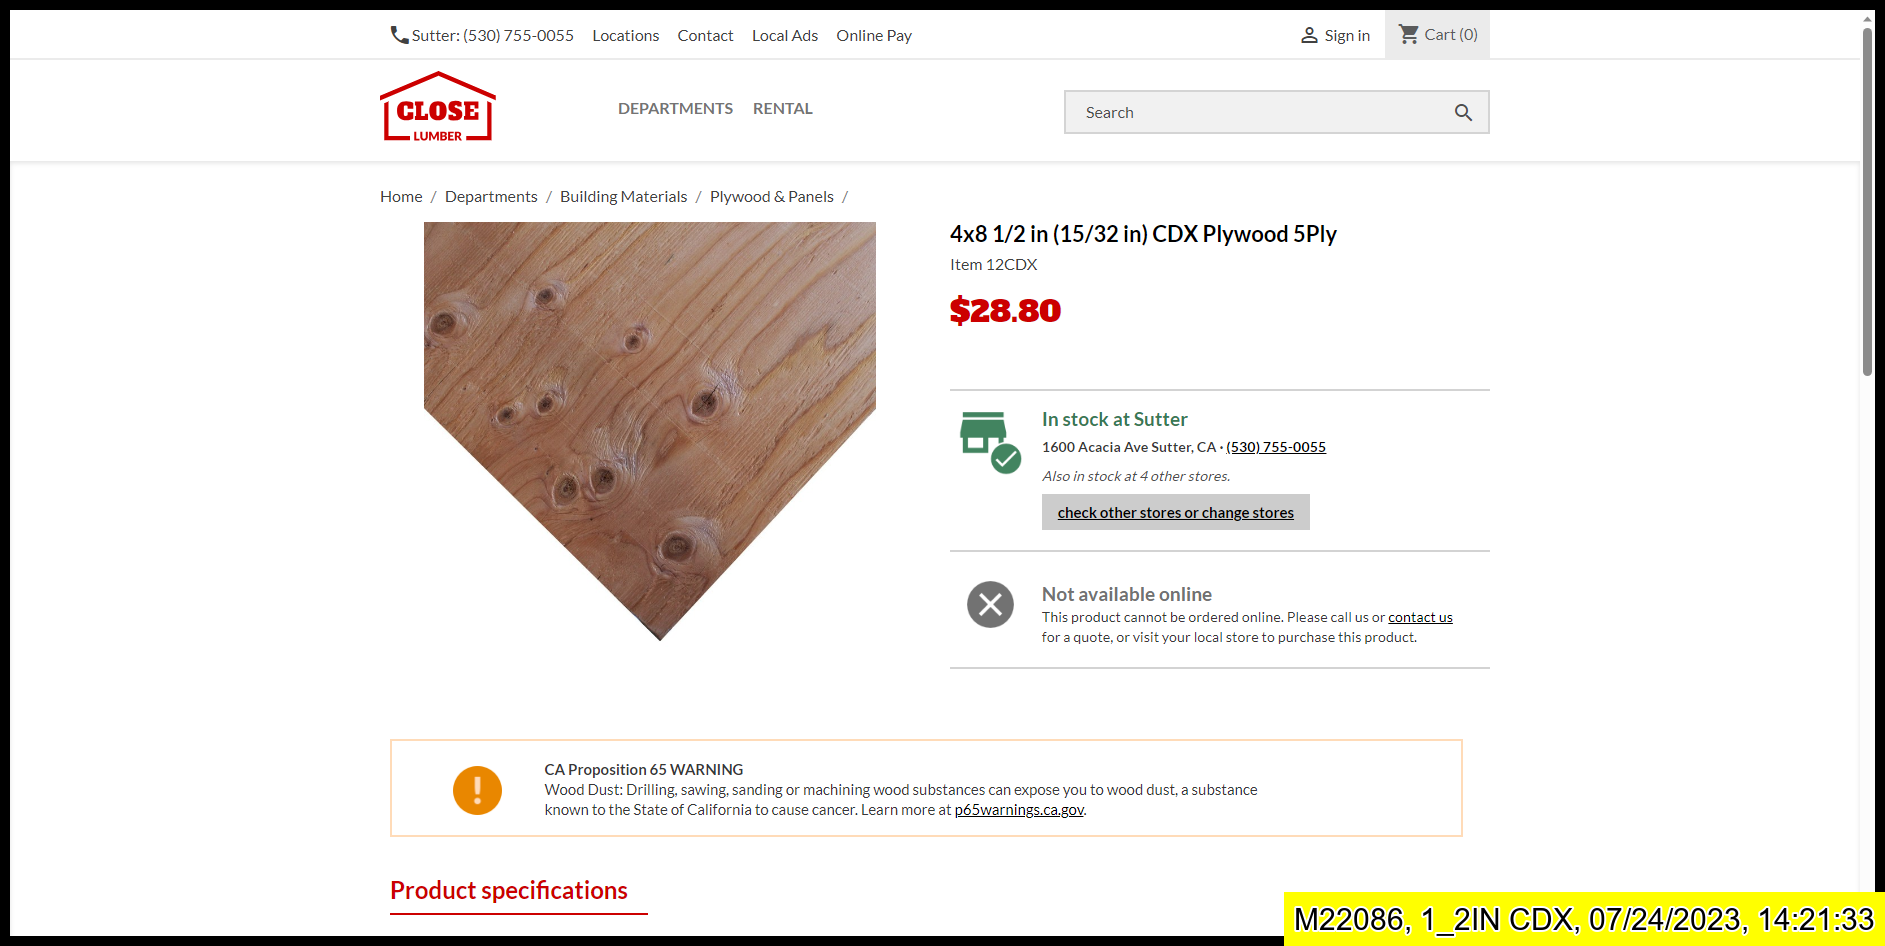 Sutter: (530) 755-0055 Locations Contact Local Ads Online Pay Sign in Cart (0)
CLOSE
LUMBER
DEPARTMENTS RENTAL
Search
Home / Departments / Building Materials / Plywood & Panels /
4x8 1/2 in (15/32 in) CDX Plywood 5Ply
Item 12CDX
$28.80
In stock at Sutter
1600 Acacia Ave Sutter, CA · (530) 755-0055
Also in stock at 4 other stores.
check other stores or change stores
Not available online
This product cannot be ordered online. Please call us or contact us
for a quote, or visit your local store to purchase this product.
CA Proposition 65 WARNING
Wood Dust: Drilling, sawing, sanding or machining wood substances can expose you to wood dust, a substance
known to the State of California to cause cancer. Learn more at p65warnings.ca.gov.
Product specifications
M22086, 1_2IN CDX, 07/24/2023, 14:21:33